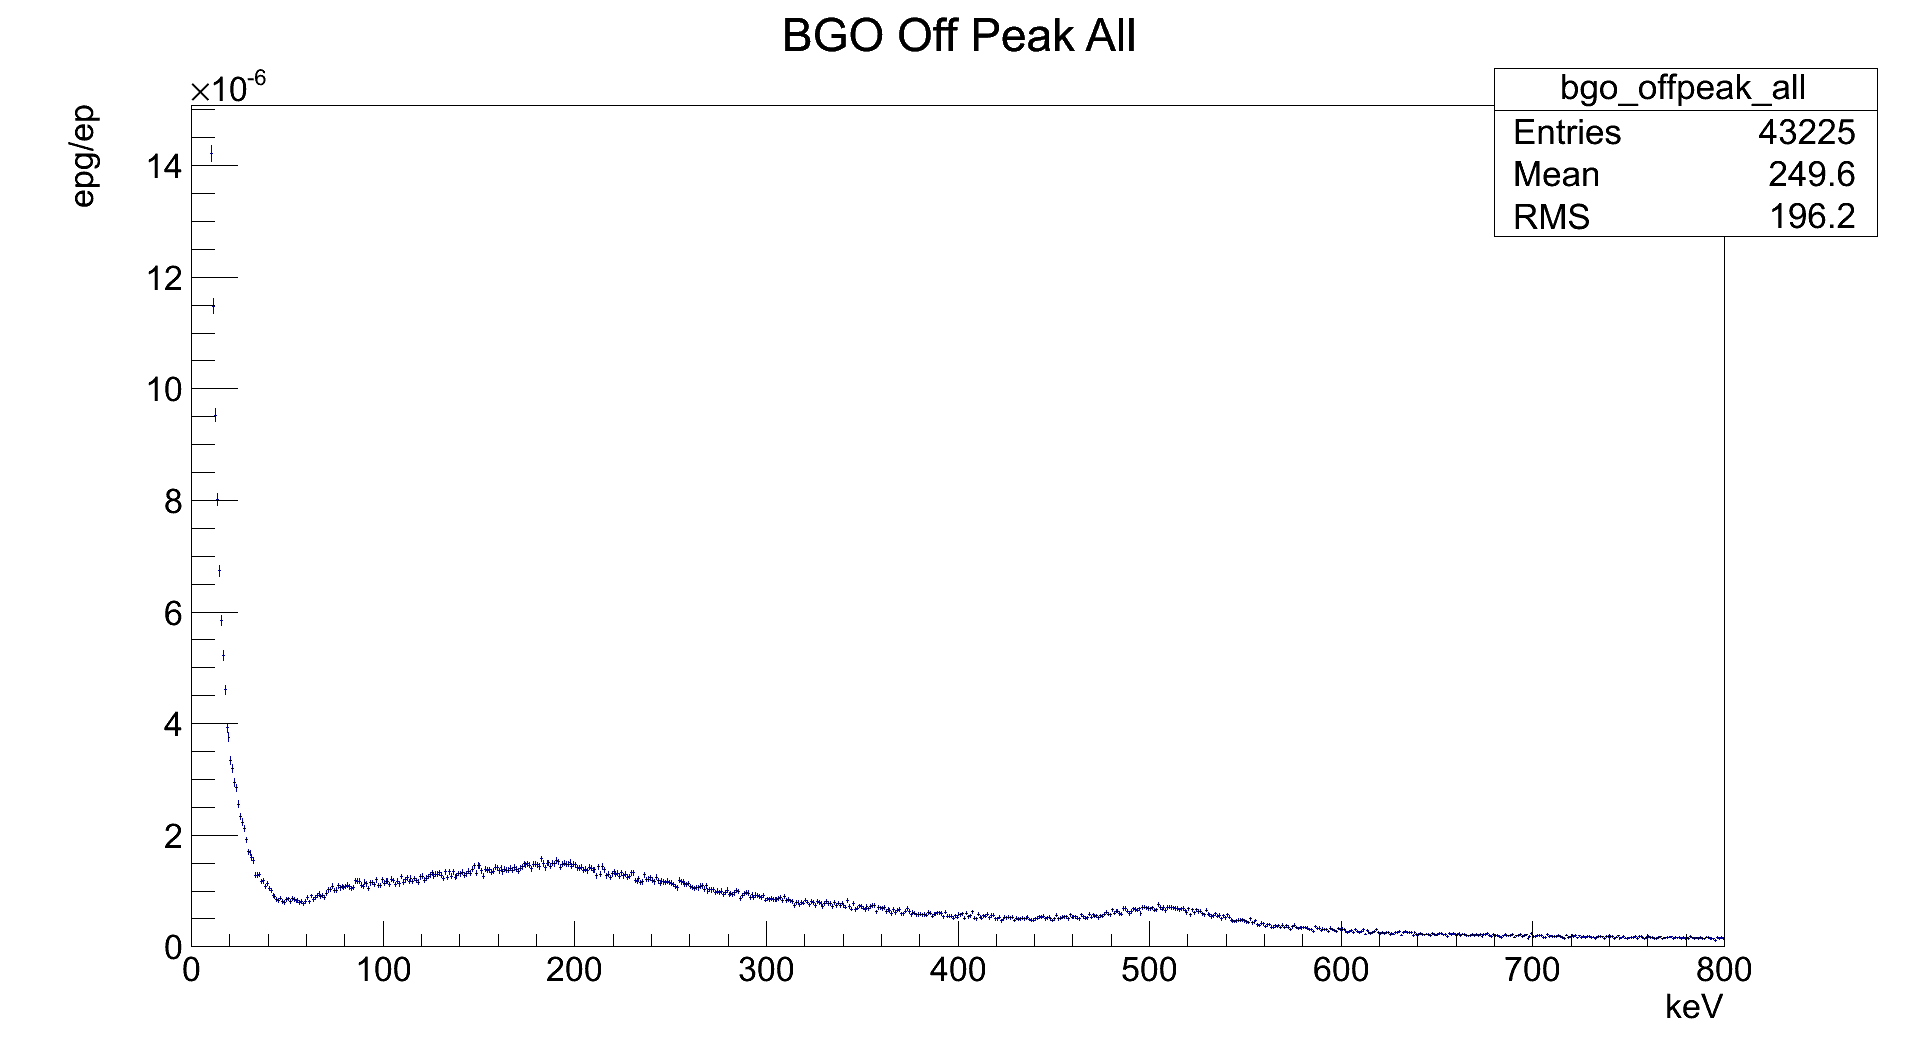 BGO Off Peak All
×10-6
epg/ep
bgo_offpeak_all
Entries 43225
Mean 249.6
RMS 196.2
14
12
10
8
6
4
2
0
0 100 200 300 400 500 600 700 800
keV